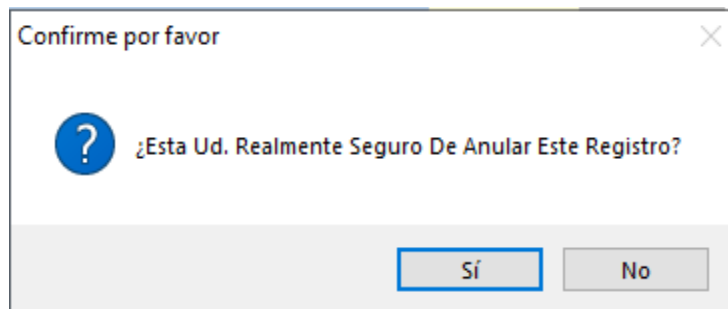 Confirme por favor
¿Esta Ud. Realmente Seguro De Anular Este Registro?
Sí
No